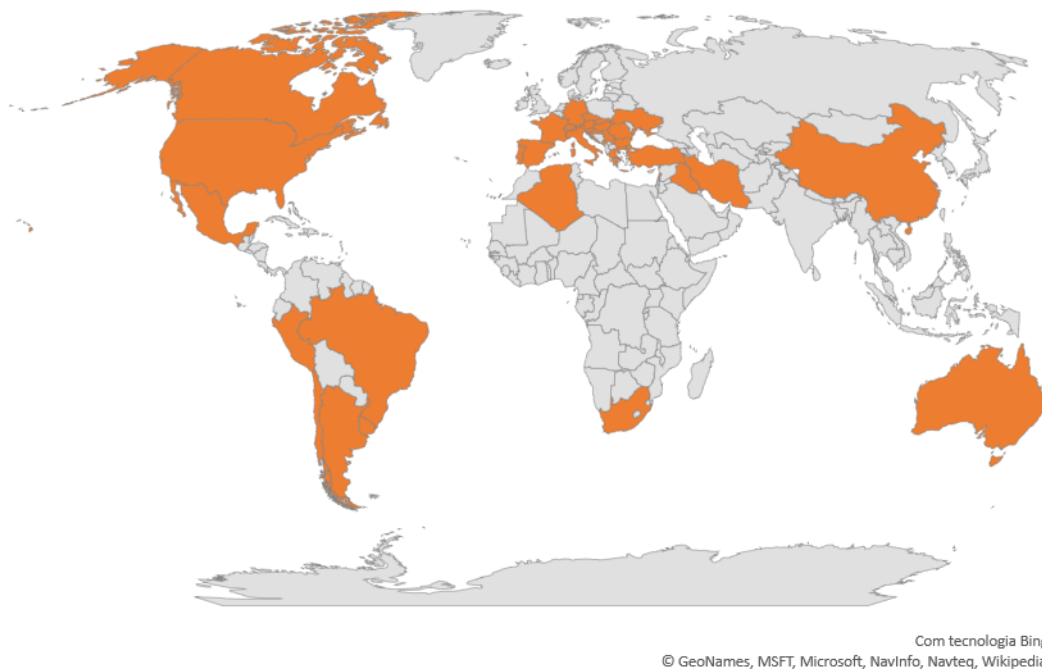 Com tecnologia Bing
© GeoNames, MSFT, Microsoft, NavInfo, Navteq, Wikipedia